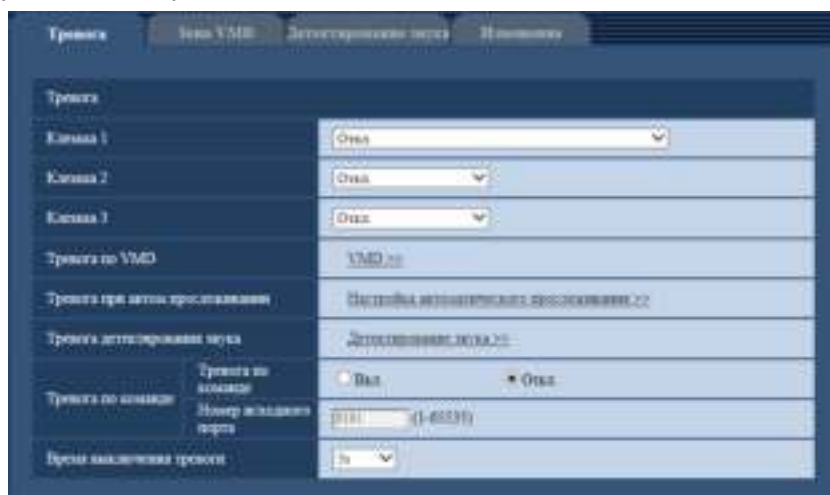 Тревога Зона VMD Детектирование звука Изменения
Тревога
Клемма 1 Откл
Клемма 2 Откл
Клемма 3 Откл
Тревога по VMD VMD >>
Тревога при автом прослеживании Настройка автоматического прослеживания >>
Тревога детектирования звука Детектирование звука >>
Тревога по команде
Тревога по команде
Вкл Откл
Номер исходного порта
(1-65535)
Время выключения тревоги 5s